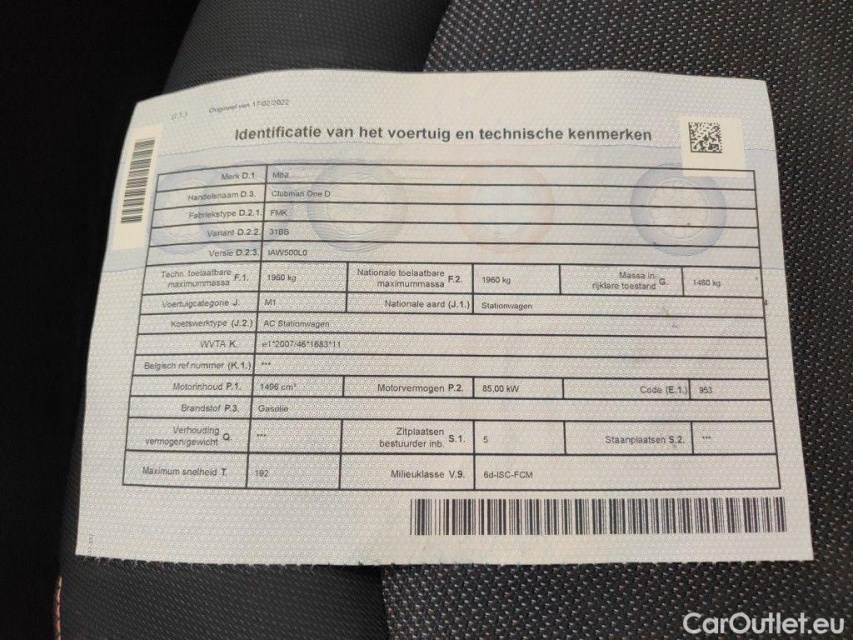 (I.1.) Origineel van 17/02/2022
Identificatie van het voertuig en technische kenmerken
Merk D.1
Handelsnaam D.3. Clubman One D
Fabriekstype D.2.1. FMK
Variant D.2.2. 31BB
Versie D.2.3. IAW500L0
Techn. toelaatbare maximummassa F.1. 1960 kg Nationale toelaatbare maximummassa F.2. 1960 kg Massa in rijklare toestand G. 1460 kg
Voertuigcategorie J. M1 Nationale aard (J.1.) Stationwagen
Koetswerktype (J.2.) AC Stationwagen
WVTA K. e1*2007/46*1683*11
Belgisch ref.nummer (K.1.) ***
Motorinhoud P.1. 1496 cm³ Motorvermogen P.2. 85,00 kW Code (E.1.) 953
Brandstof P.3. Gasolie
Verhouding vermogen/gewicht Q. *** Zitplaatsen bestuurder inb. S.1. 5 Staanplaatsen S.2. ***
Maximum snelheid T. 192 Milieuklasse V.9. 6d-ISC-FCM
CarOutlet.eu